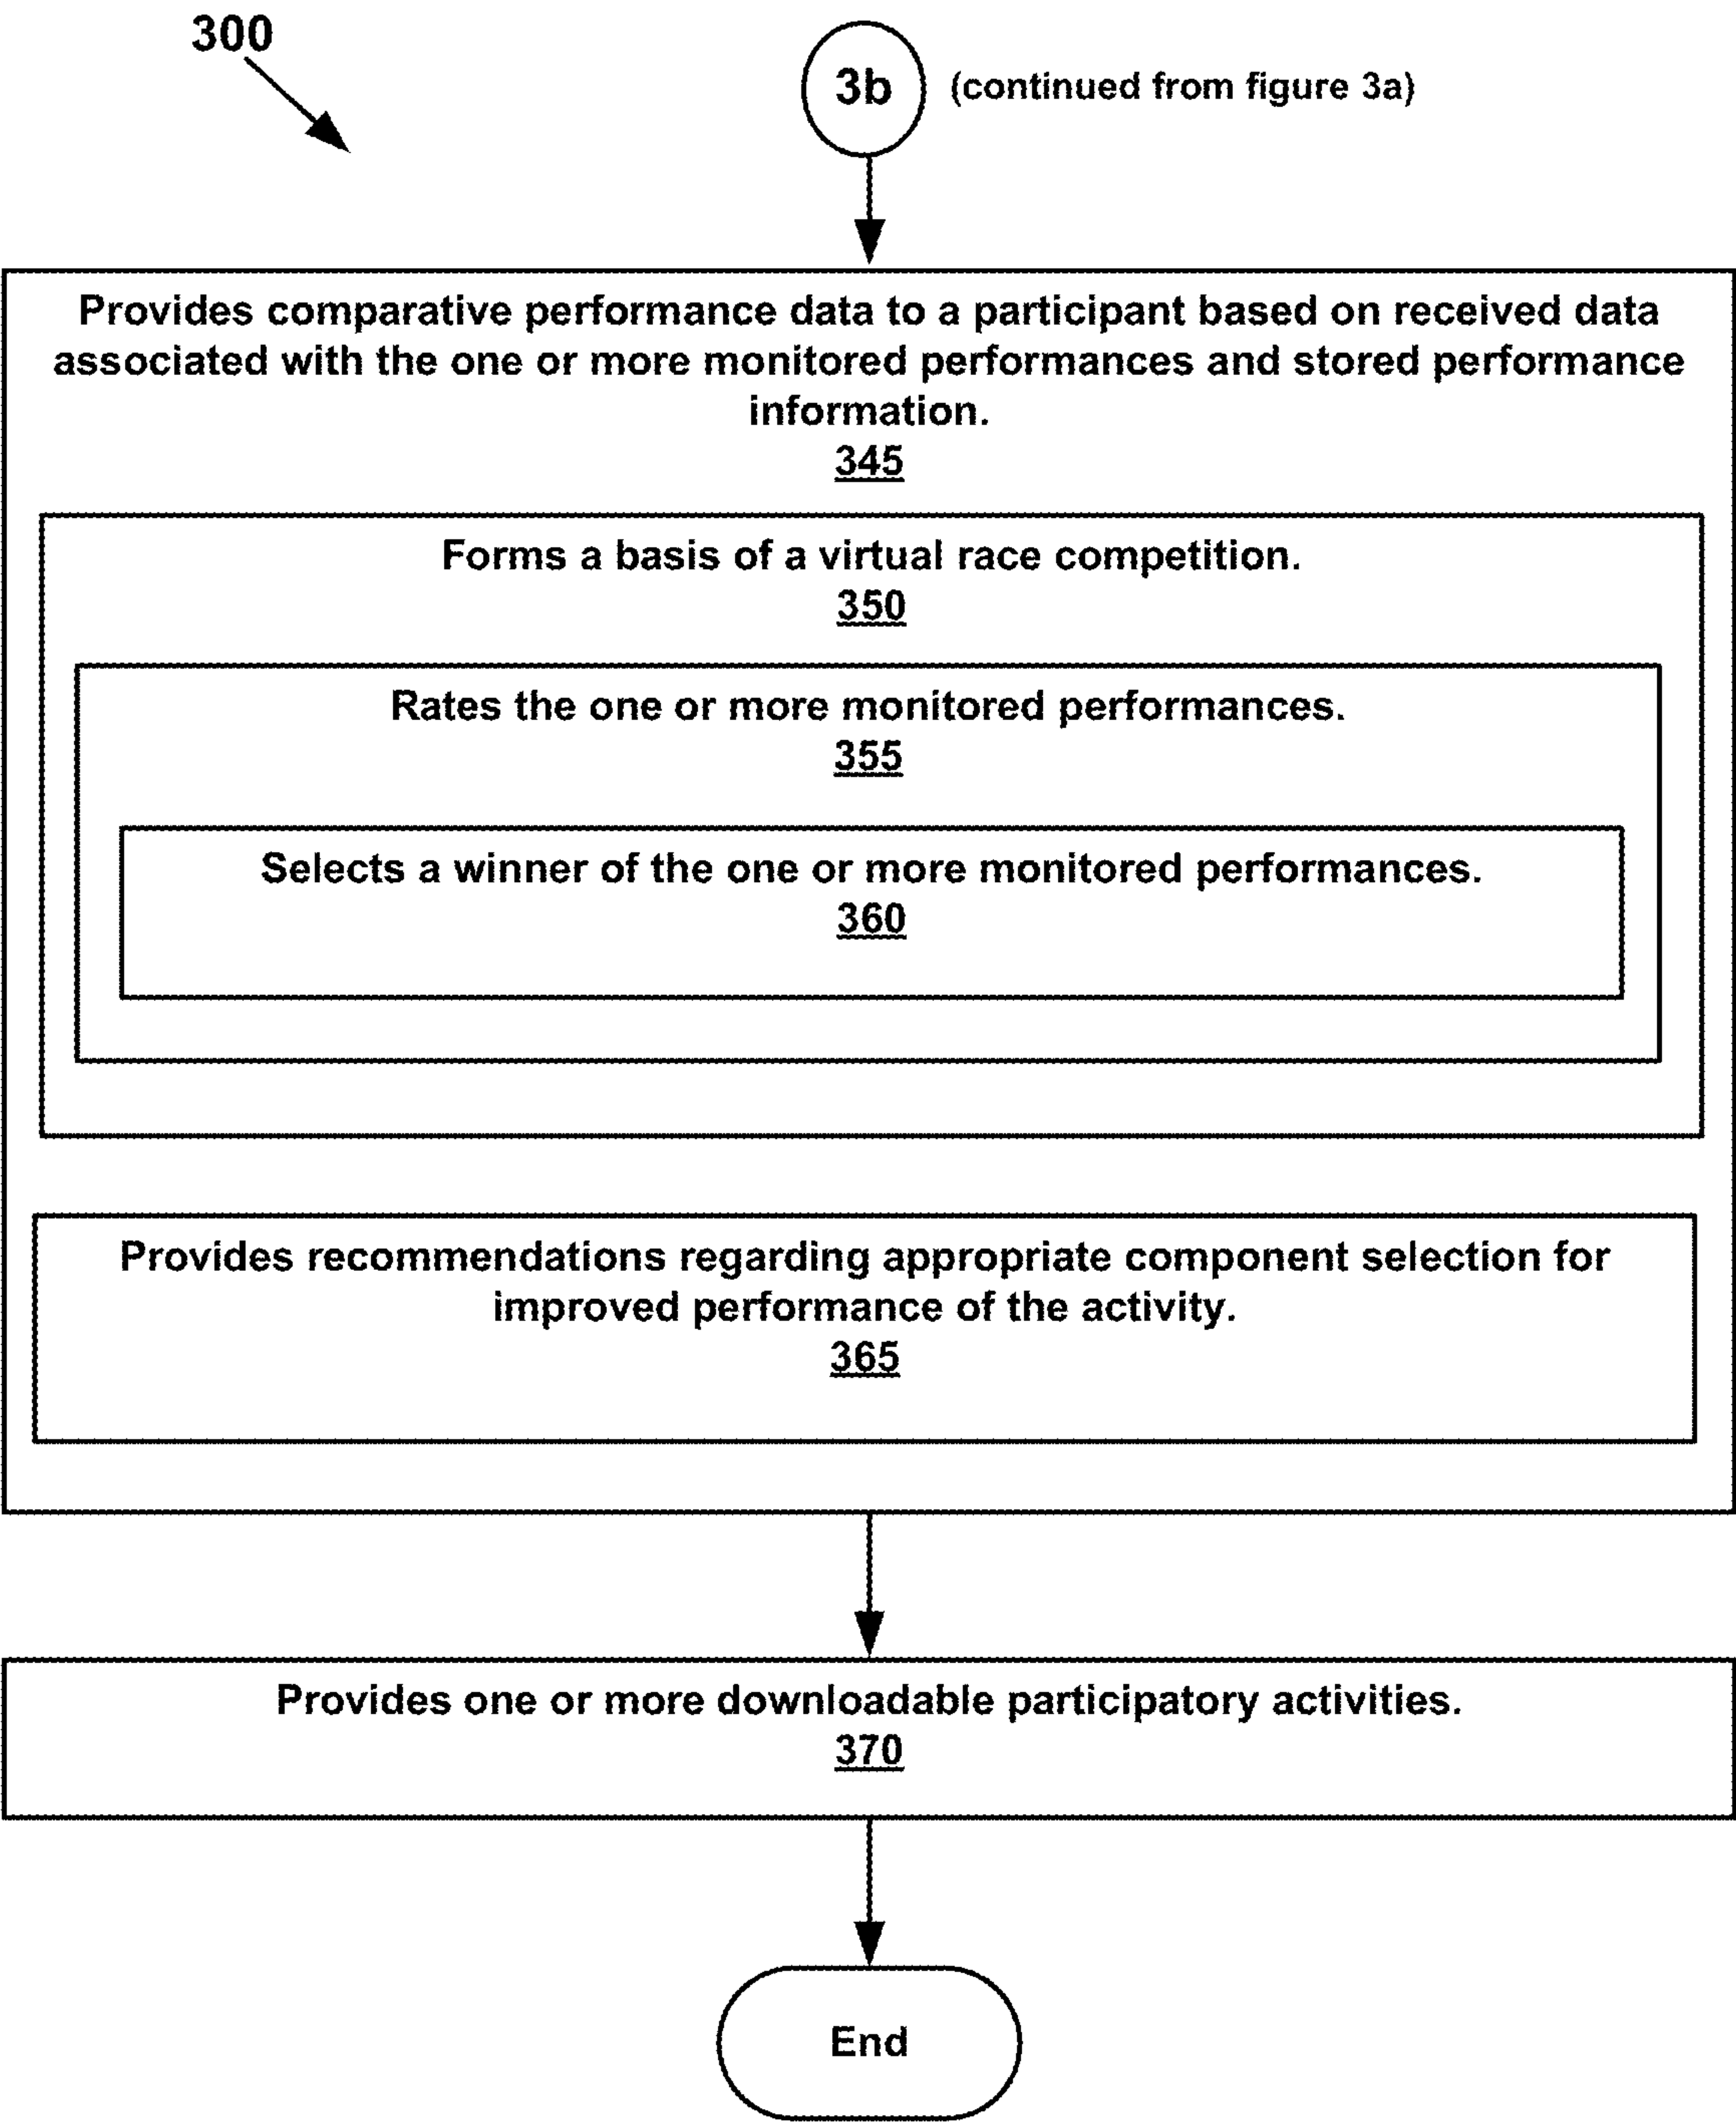 300
3b (continued from figure 3a)
Provides comparative performance data to a participant based on received data
associated with the one or more monitored performances and stored performance
information.
345
Forms a basis of a virtual race competition.
350
Rates the one or more monitored performances.
355
Selects a winner of the one or more monitored performances.
360
Provides recommendations regarding appropriate component selection for
improved performance of the activity.
365
Provides one or more downloadable participatory activities.
370
End